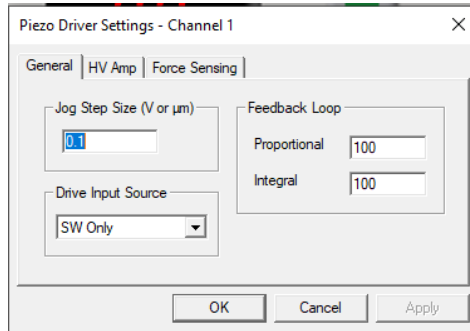 Piezo Driver Settings - Channel 1
General
HV Amp
Force Sensing
Jog Step Size (V or µm)
0.1
Drive Input Source
SW Only
Feedback Loop
Proportional 100
Integral 100
OK
Cancel
Apply